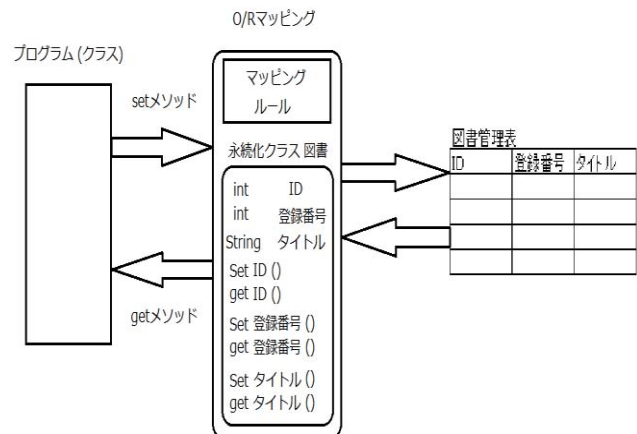 O/Rマッピング
プログラム (クラス)
マッピング
ルール
setメソッド
永続化クラス 図書
int ID
int 登録番号
String タイトル
Set ID ()
get ID ()
Set 登録番号 ()
get 登録番号 ()
Set タイトル ()
get タイトル ()
getメソッド
図書管理表
ID 登録番号 タイトル